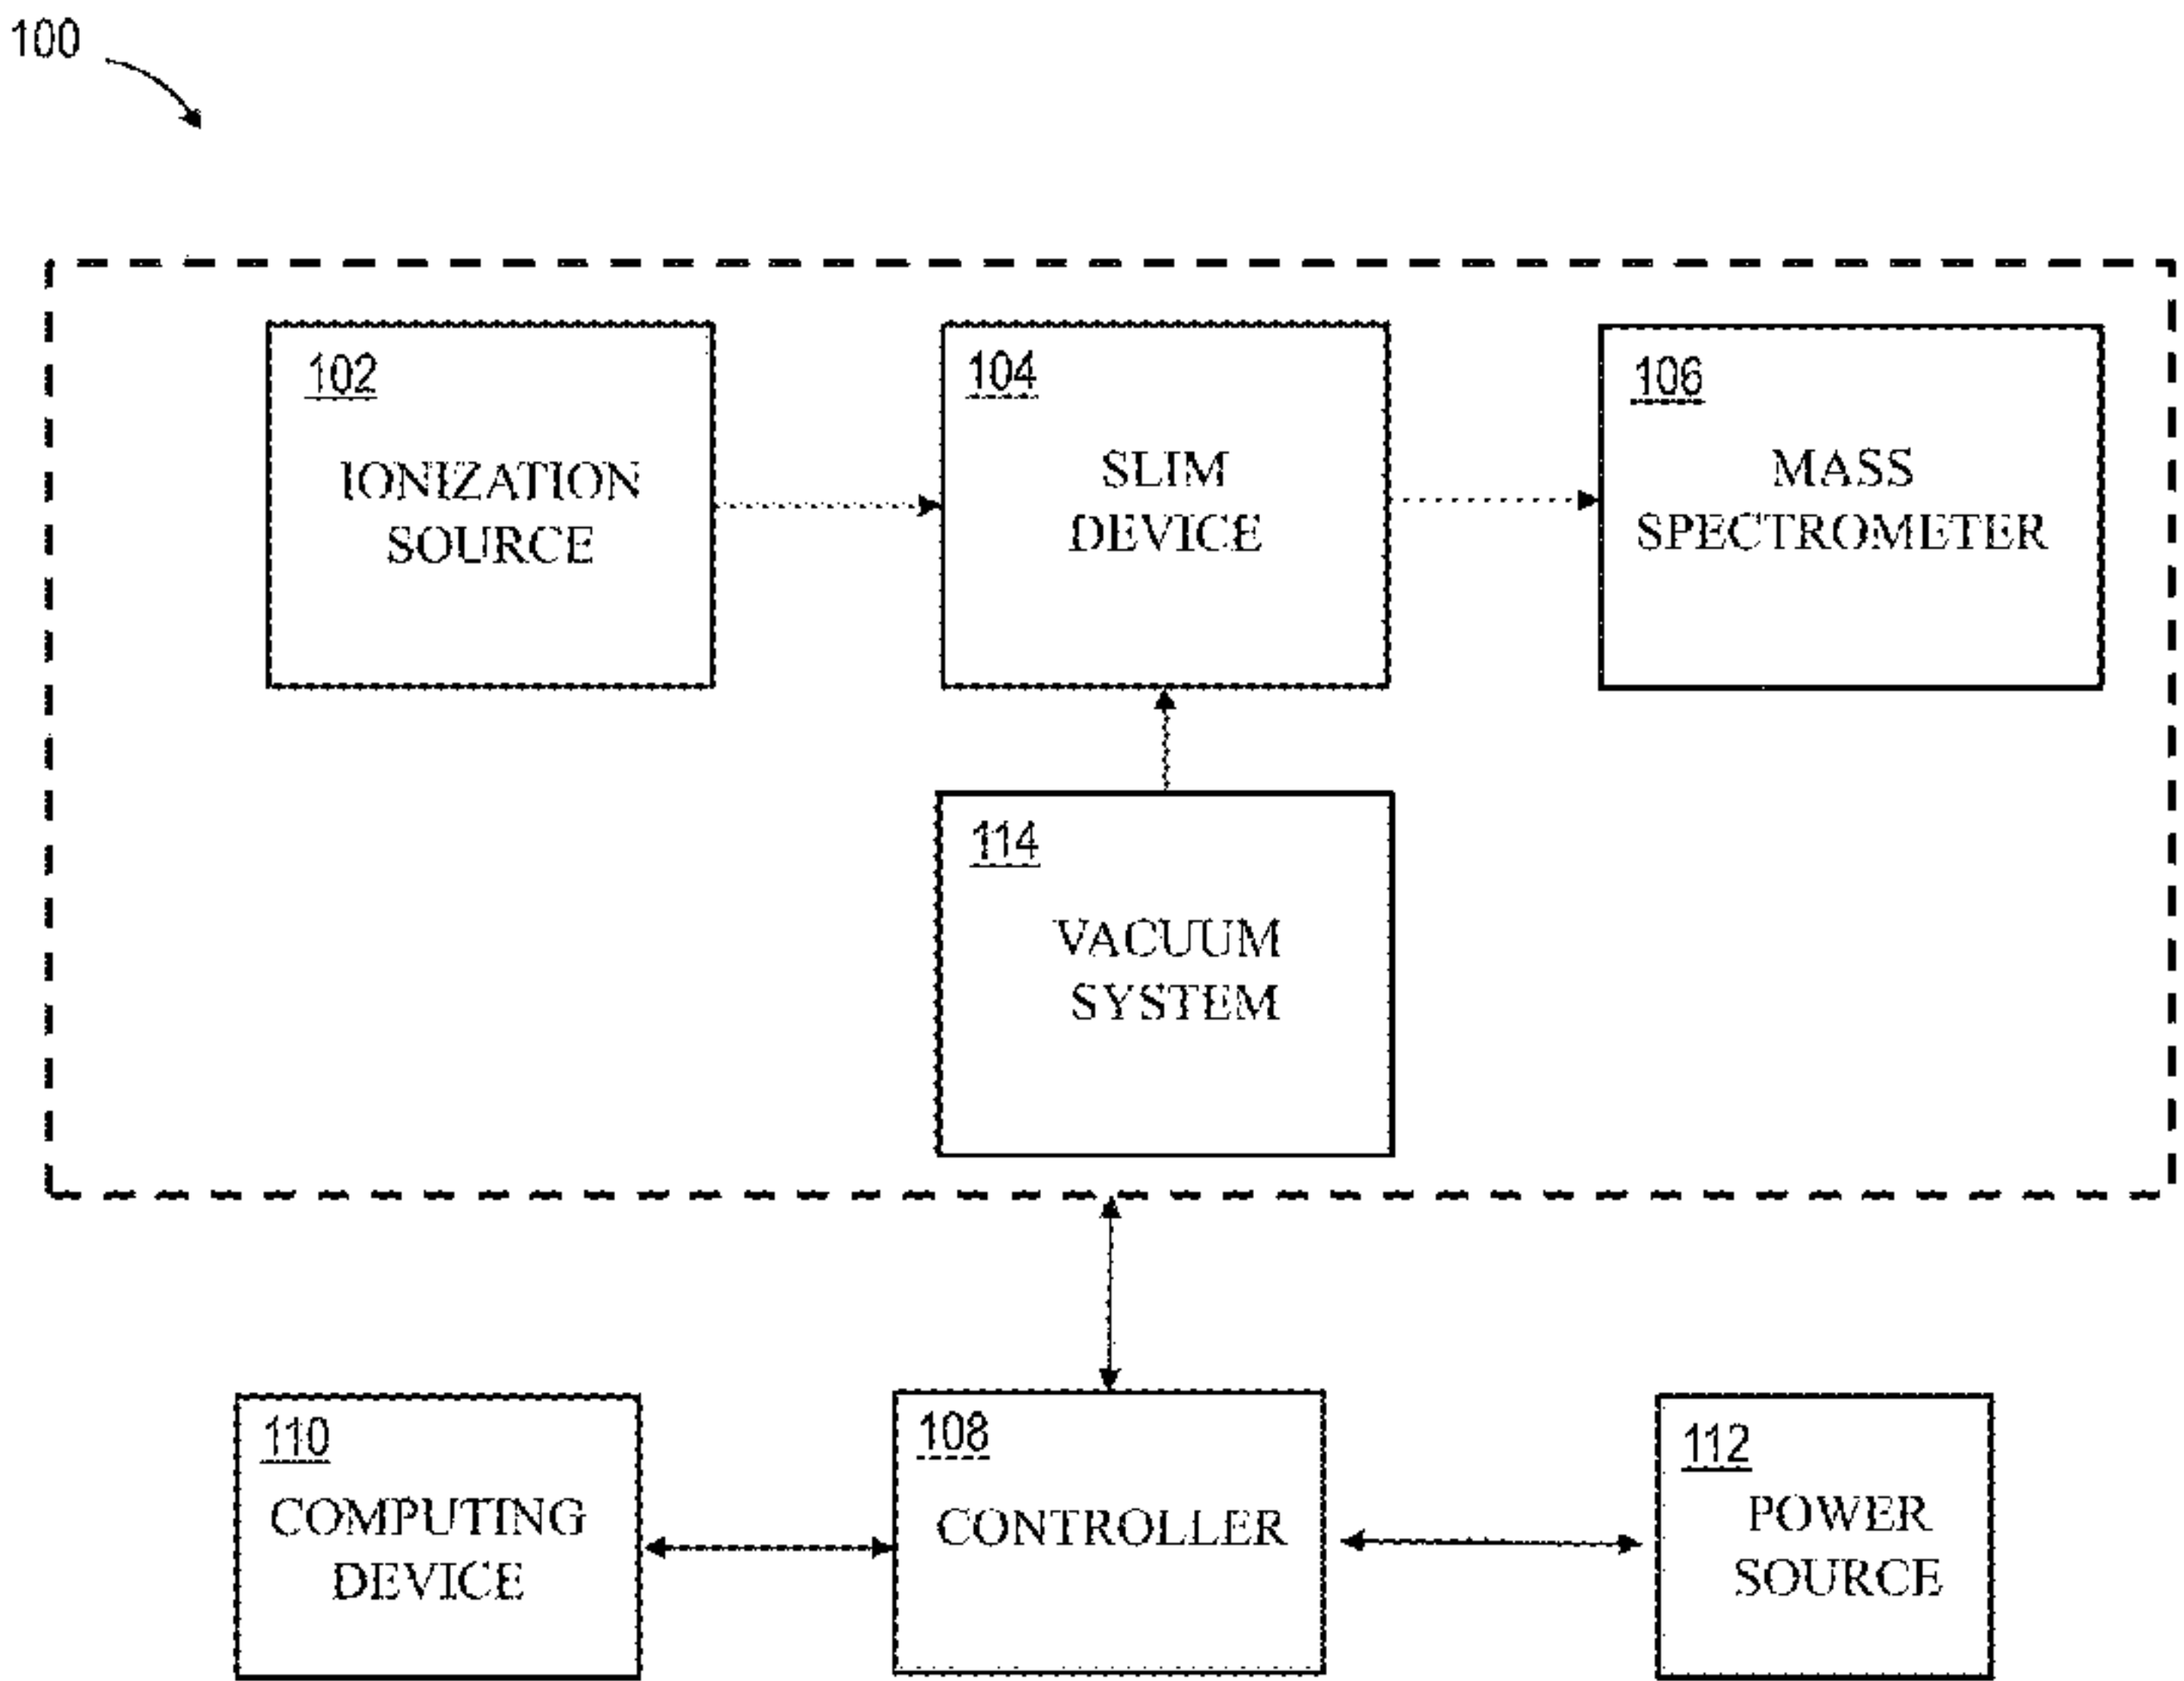 100
102
IONIZATION
SOURCE
104
SLIM
DEVICE
106
MASS
SPECTROMETER
114
VACUUM
SYSTEM
110
COMPUTING
DEVICE
108
CONTROLLER
112
POWER
SOURCE